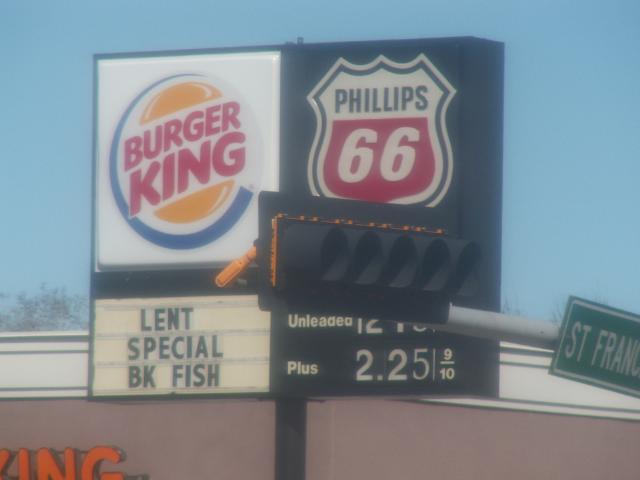 BURGER
KING
PHILLIPS
66
LENT
SPECIAL
BK FISH
Unleaded
Plus 2.25 9/10
ST FRANC
KING